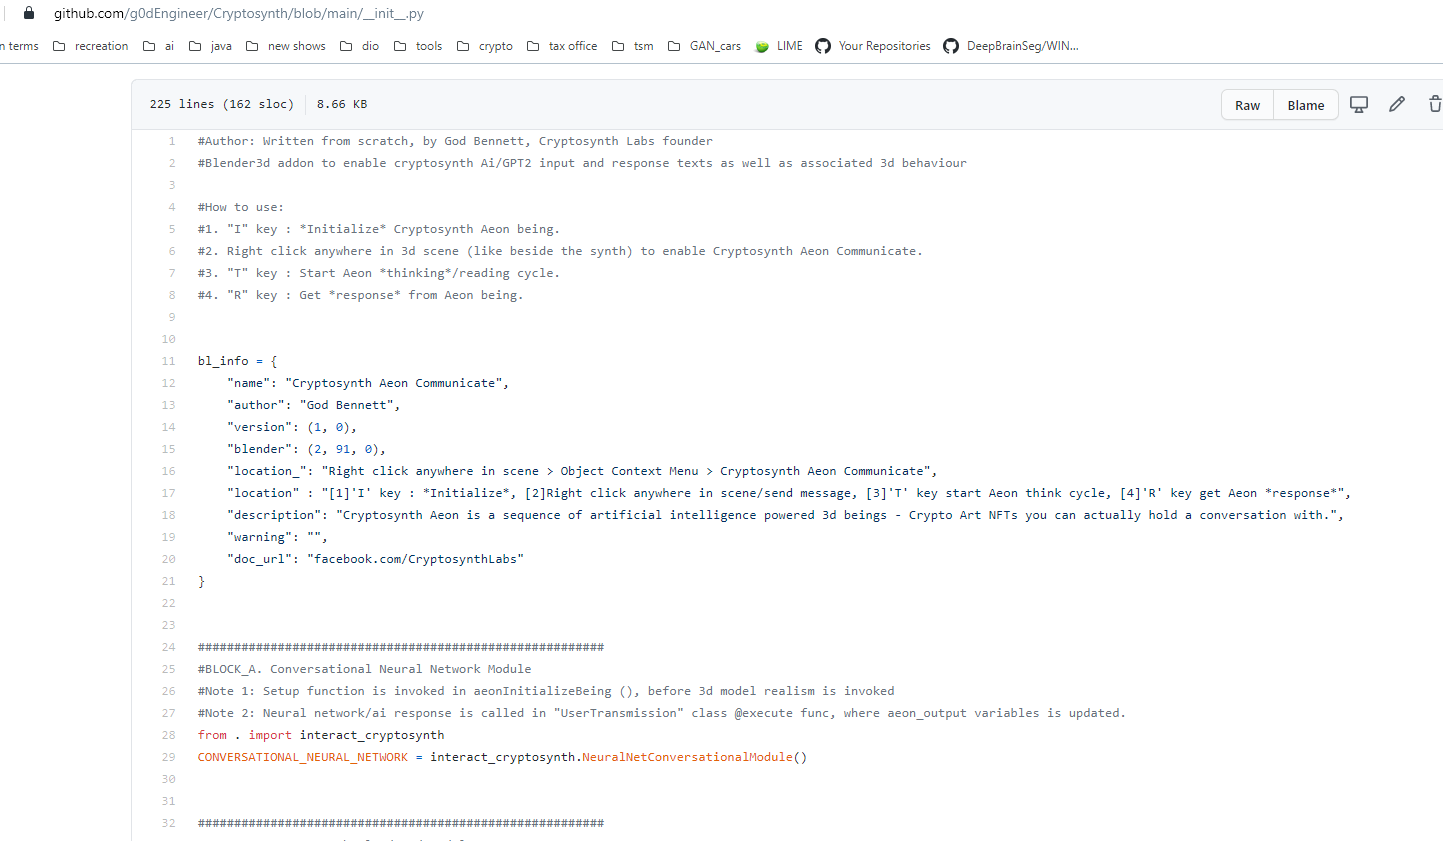 github.com/g0dEngineer/Cryptosynth/blob/main/__init__.py
n terms recreation ai java new shows dio tools crypto tax office tsm GAN_cars LIME Your Repositories DeepBrainSeg/WIN...
225 lines (162 sloc) 8.66 KB Raw Blame
1 #Author: Written from scratch, by God Bennett, Cryptosynth Labs founder
2 #Blender3d addon to enable cryptosynth Ai/GPT2 input and response texts as well as associated 3d behaviour
3
4 #How to use:
5 #1. "I" key : *Initialize* Cryptosynth Aeon being.
6 #2. Right click anywhere in 3d scene (like beside the synth) to enable Cryptosynth Aeon Communicate.
7 #3. "T" key : Start Aeon *thinking*/reading cycle.
8 #4. "R" key : Get *response* from Aeon being.
9
10
11 bl_info = {
12 "name": "Cryptosynth Aeon Communicate",
13 "author": "God Bennett",
14 "version": (1, 0),
15 "blender": (2, 91, 0),
16 "location_": "Right click anywhere in scene > Object Context Menu > Cryptosynth Aeon Communicate",
17 "location" : "[1]'I' key : *Initialize*, [2]Right click anywhere in scene/send message, [3]'T' key start Aeon think cycle, [4]'R' key get Aeon *response*",
18 "description": "Cryptosynth Aeon is a sequence of artificial intelligence powered 3d beings - Crypto Art NFTs you can actually hold a conversation with.",
19 "warning": "",
20 "doc_url": "facebook.com/CryptosynthLabs"
21 }
22
23
24 ########################################################
25 #BLOCK_A. Conversational Neural Network Module
26 #Note 1: Setup function is invoked in aeonInitializeBeing (), before 3d model realism is invoked
27 #Note 2: Neural network/ai response is called in "UserTransmission" class @execute func, where aeon_output variables is updated.
28 from . import interact_cryptosynth
29 CONVERSATIONAL_NEURAL_NETWORK = interact_cryptosynth.NeuralNetConversationalModule()
30
31
32 ########################################################